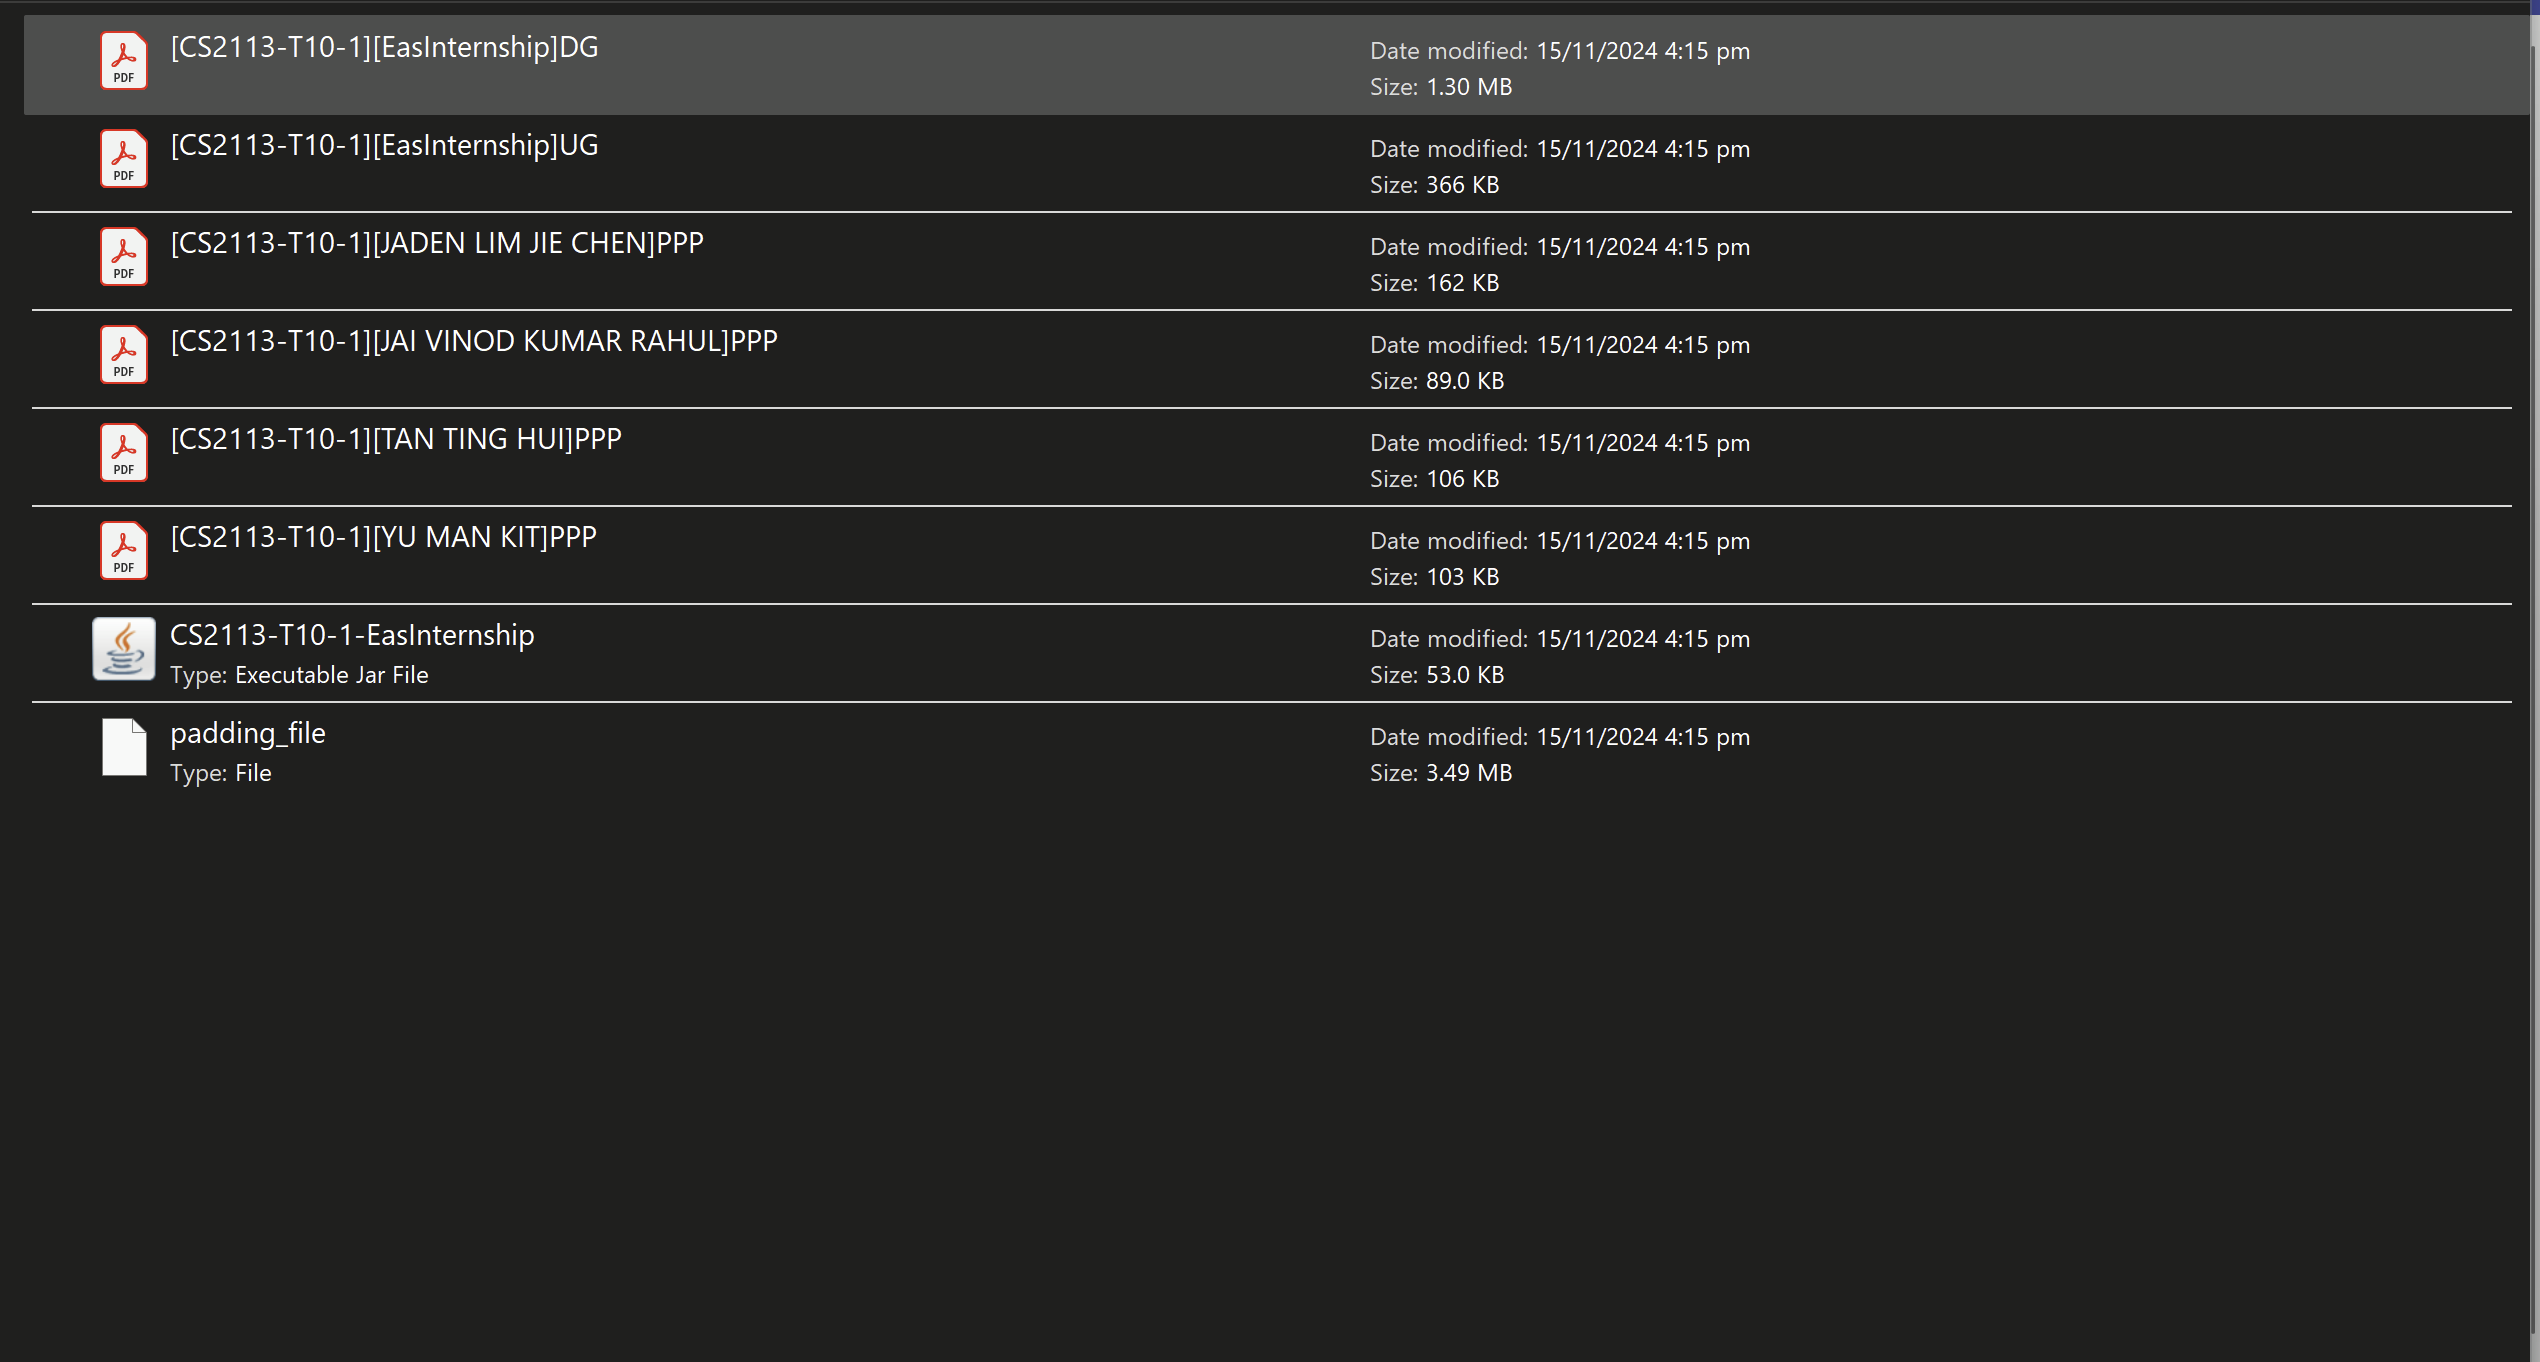 [CS2113-T10-1][EasInternship]DG
Date modified: 15/11/2024 4:15 pm
Size: 1.30 MB
PDF
[CS2113-T10-1][EasInternship]UG
Date modified: 15/11/2024 4:15 pm
Size: 366 KB
PDF
[CS2113-T10-1][JADEN LIM JIE CHEN]PPP
Date modified: 15/11/2024 4:15 pm
Size: 162 KB
PDF
[CS2113-T10-1][JAI VINOD KUMAR RAHUL]PPP
Date modified: 15/11/2024 4:15 pm
Size: 89.0 KB
PDF
[CS2113-T10-1][TAN TING HUI]PPP
Date modified: 15/11/2024 4:15 pm
Size: 106 KB
PDF
[CS2113-T10-1][YU MAN KIT]PPP
Date modified: 15/11/2024 4:15 pm
Size: 103 KB
PDF
CS2113-T10-1-EasInternship
Date modified: 15/11/2024 4:15 pm
Type: Executable Jar File
Size: 53.0 KB
padding_file
Date modified: 15/11/2024 4:15 pm
Type: File
Size: 3.49 MB